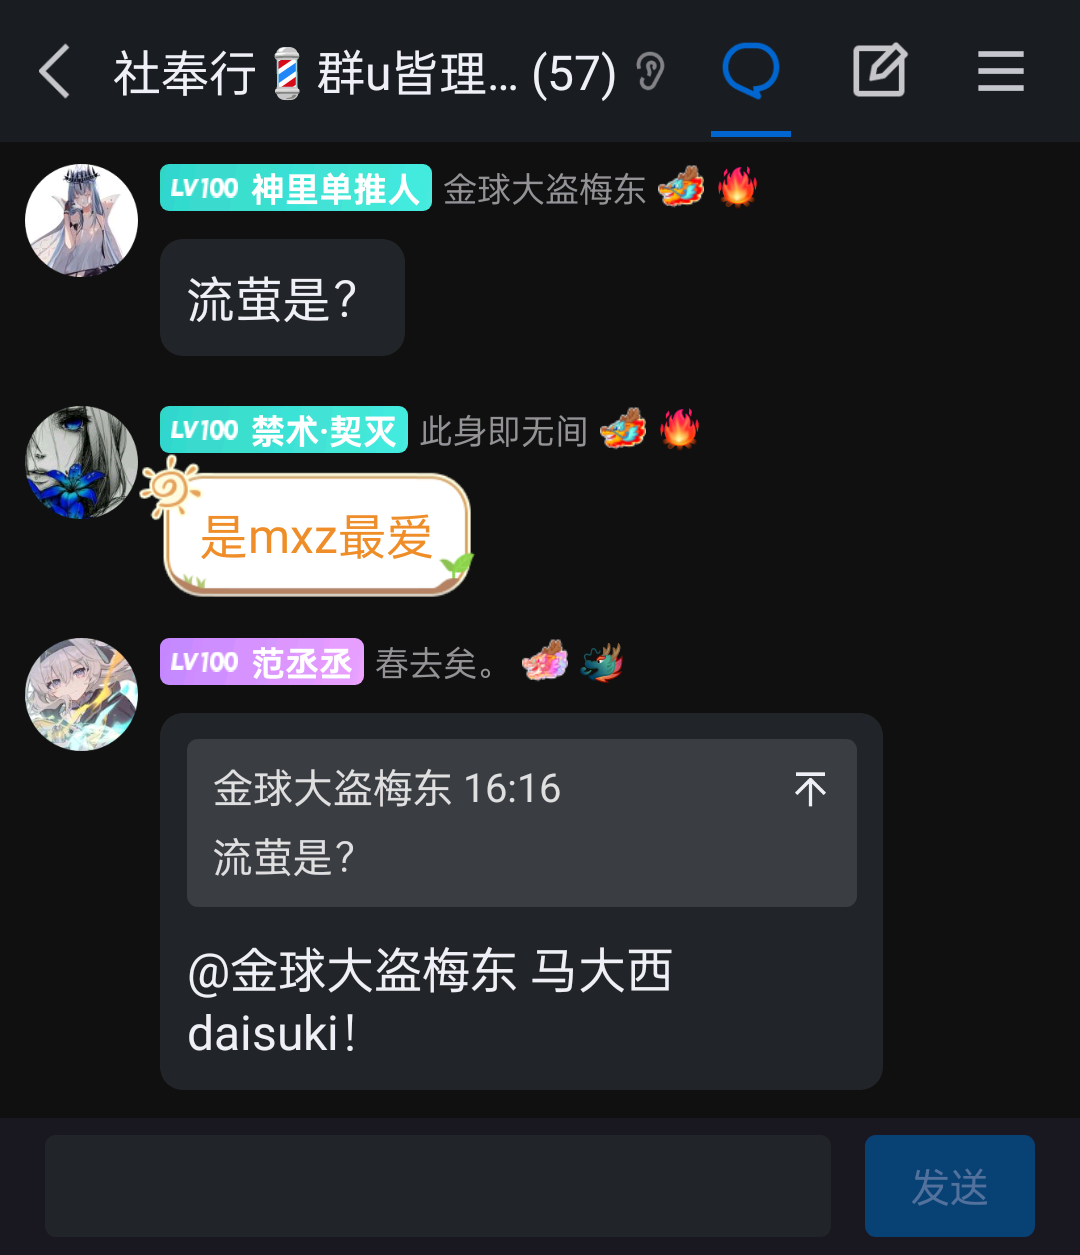 社奉行💈群u皆理... (57)
LV100 神里单推人 金球大盗梅东
流萤是？
LV100 禁术·契灭 此身即无间
是mxz最爱
LV100 范丞丞 春去矣。
金球大盗梅东 16:16
流萤是？
@金球大盗梅东 马大西
daisuki！
发送